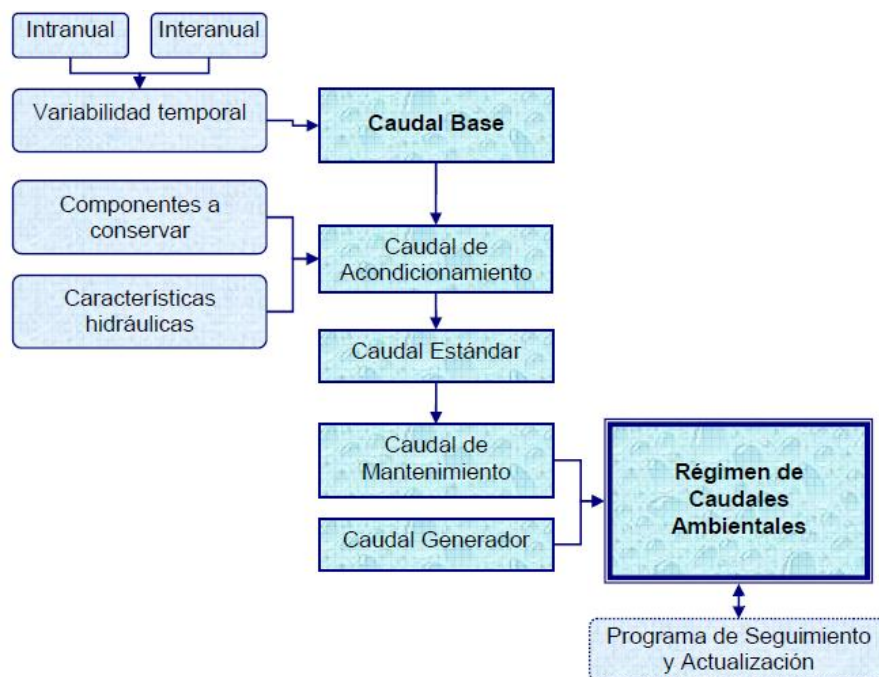 Intranual
Interanual
Variabilidad temporal
Caudal Base
Componentes a
conservar
Características
hidráulicas
Caudal de
Acondicionamiento
Caudal Estándar
Caudal de
Mantenimiento
Caudal Generador
Régimen de
Caudales
Ambientales
Programa de Seguimiento
y Actualización